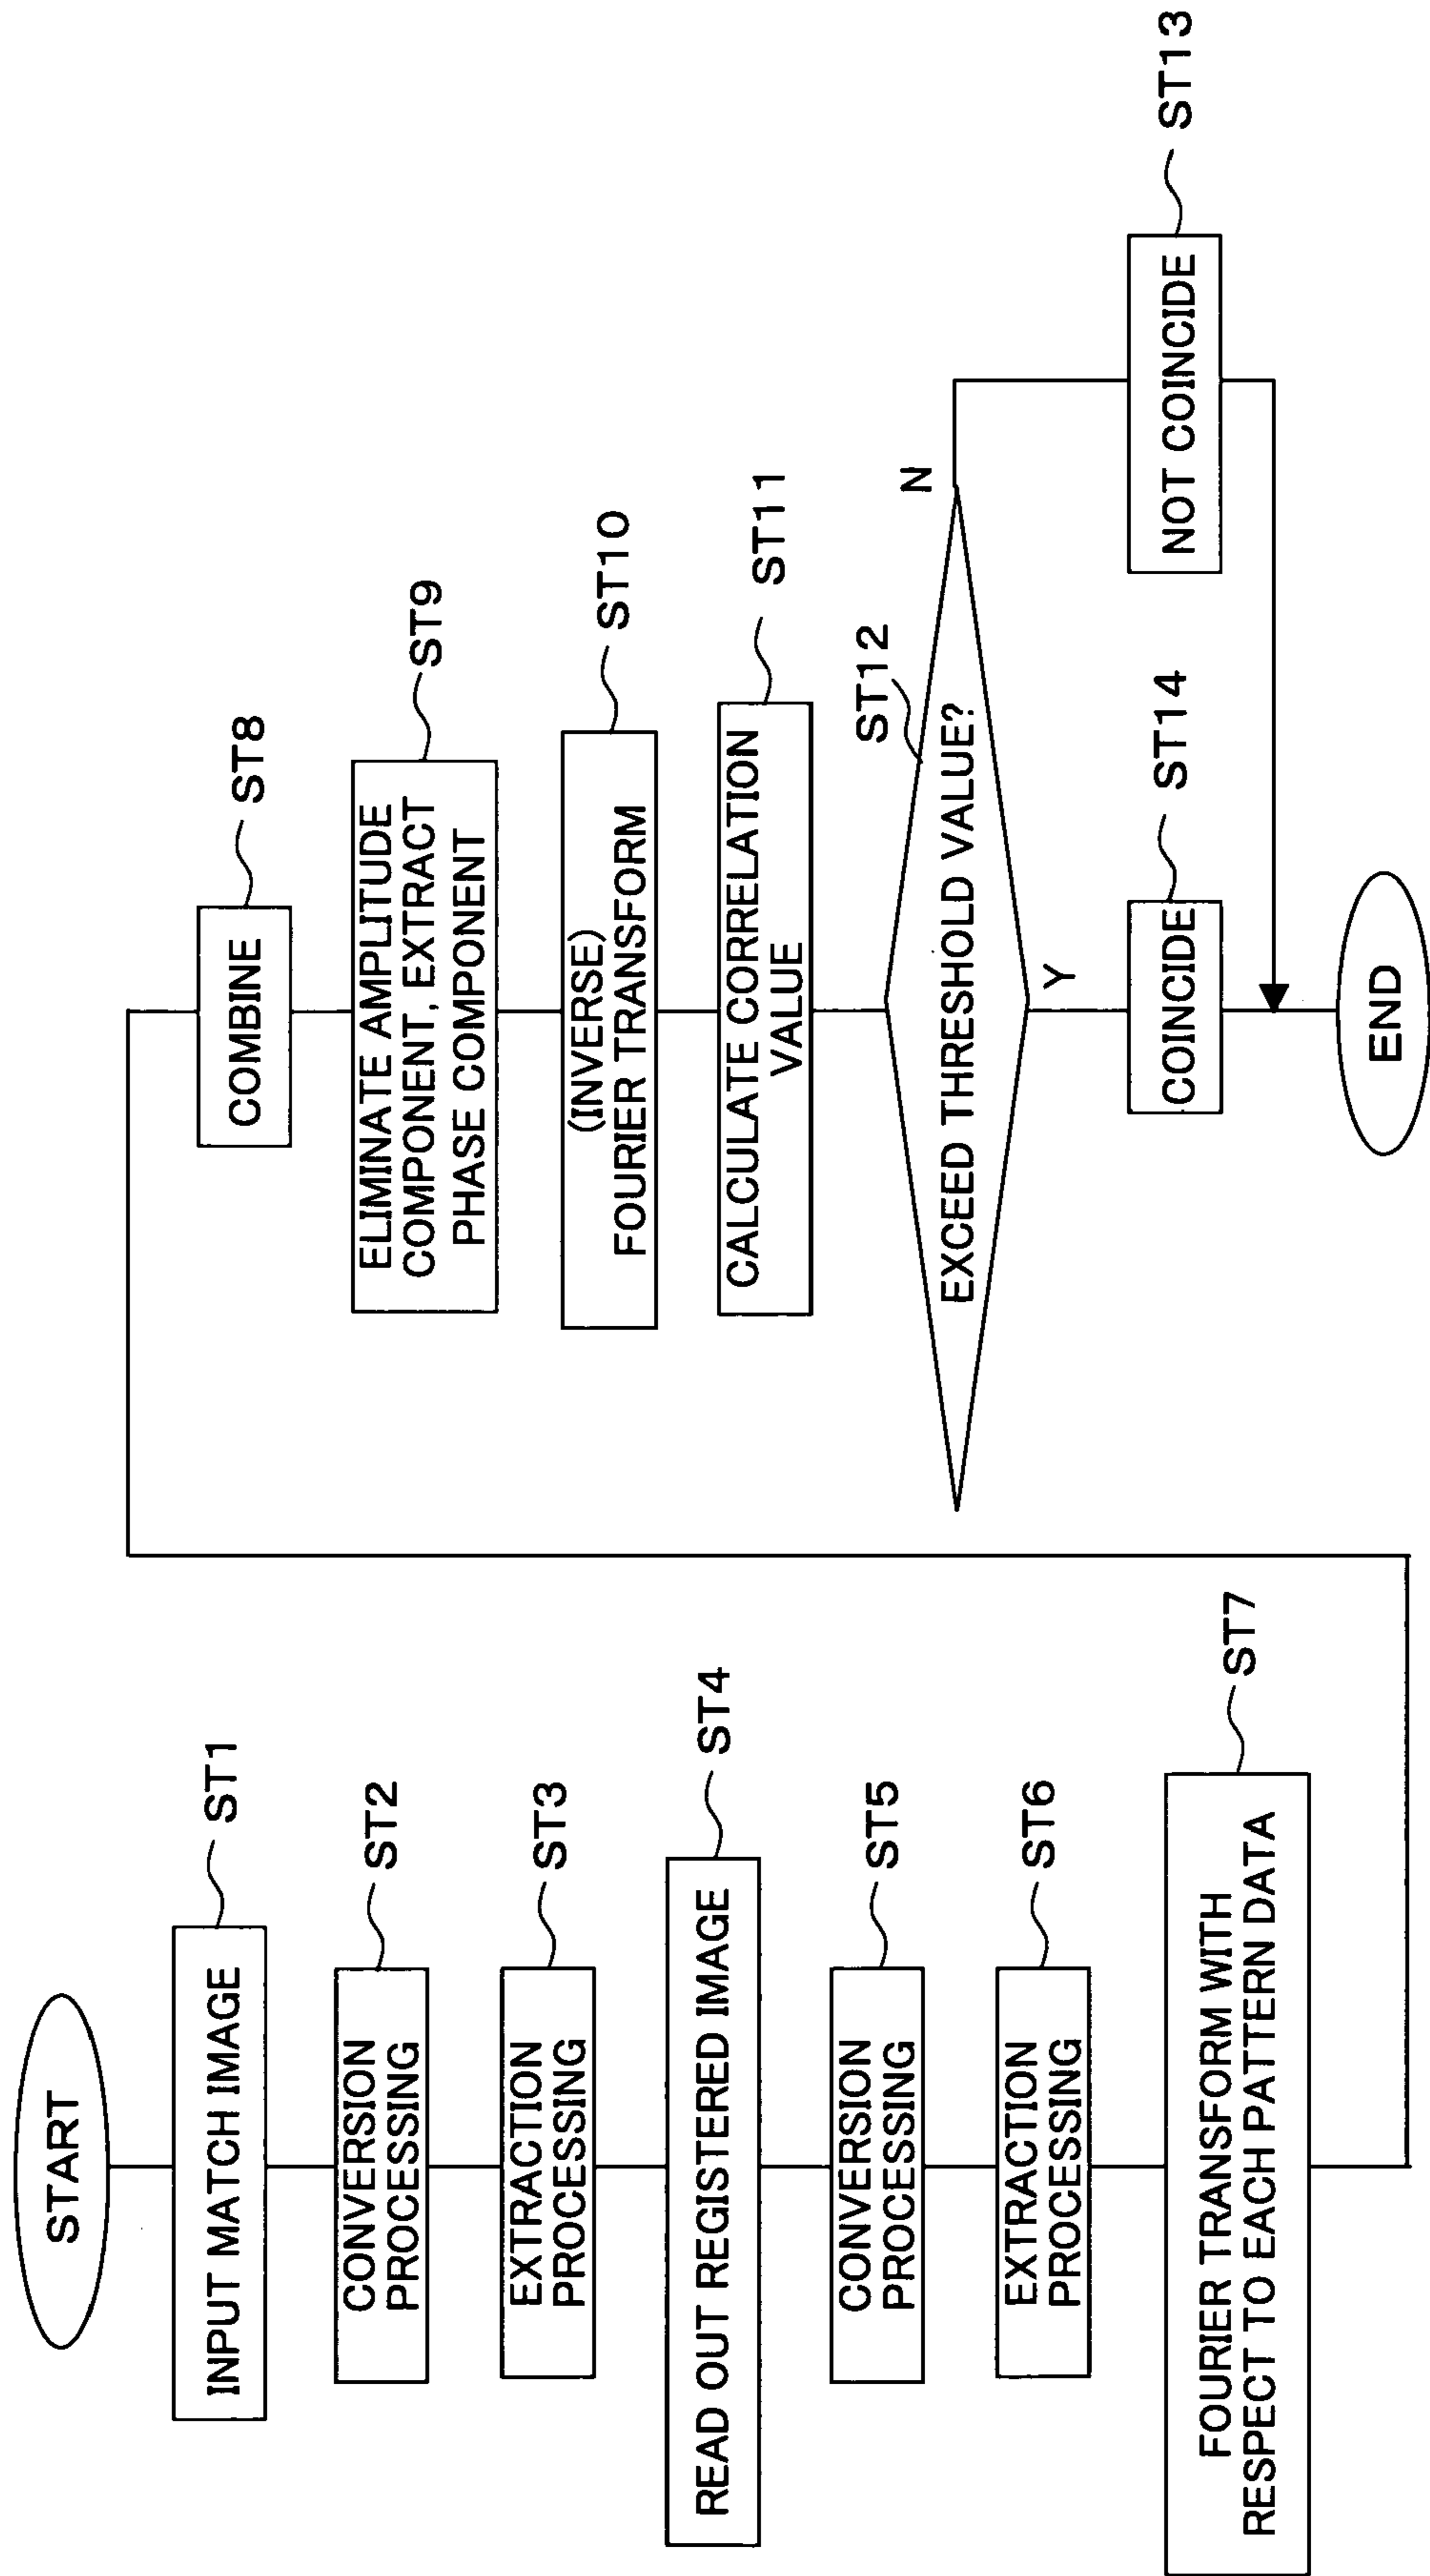 START
INPUT MATCH IMAGE
ST1
CONVERSION
PROCESSING
ST2
EXTRACTION
PROCESSING
ST3
READ OUT REGISTERED IMAGE
ST4
CONVERSION
PROCESSING
ST5
EXTRACTION
PROCESSING
ST6
FOURIER TRANSFORM WITH
RESPECT TO EACH PATTERN DATA
ST7
COMBINE
ST8
ELIMINATE AMPLITUDE
COMPONENT, EXTRACT
PHASE COMPONENT
ST9
(INVERSE)
FOURIER TRANSFORM
ST10
CALCULATE CORRELATION
VALUE
ST11
EXCEED THRESHOLD VALUE?
ST12
N
Y
NOT COINCIDE
ST13
COINCIDE
ST14
END